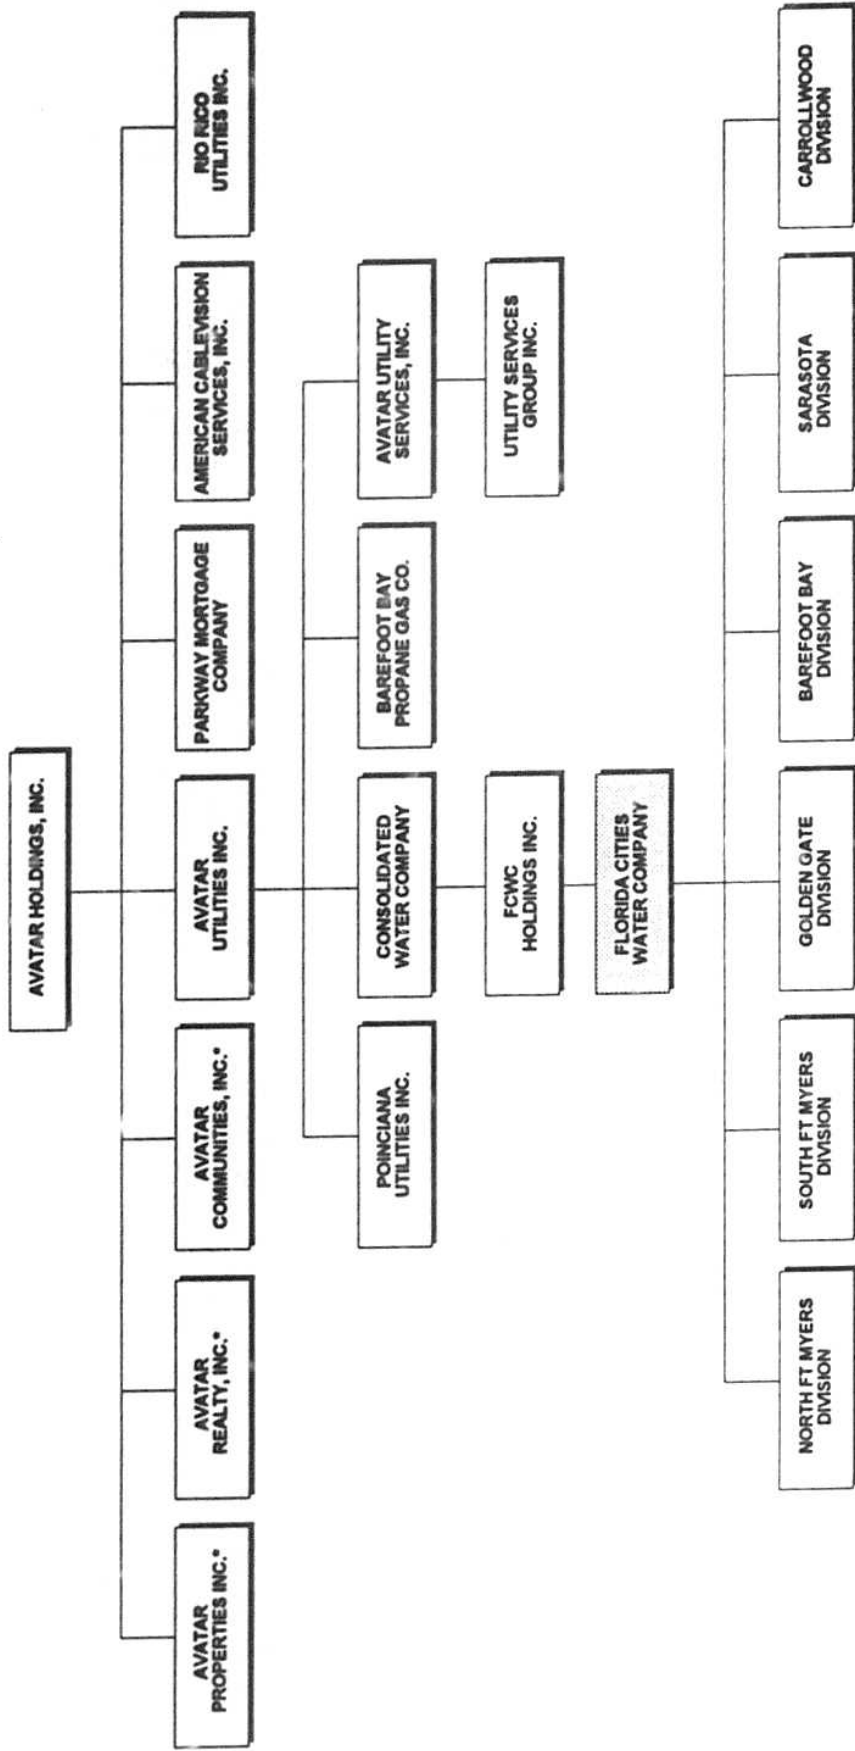 AVATAR HOLDINGS, INC.
AVATAR
PROPERTIES INC.*
AVATAR
REALTY, INC.*
AVATAR
COMMUNITIES, INC.*
AVATAR
UTILITIES INC.
PARKWAY MORTGAGE
COMPANY
AMERICAN CABLEVISION
SERVICES, INC.
RIO RICO
UTILITIES INC.
POINCIANA
UTILITIES INC.
CONSOLIDATED
WATER COMPANY
BAREFOOT BAY
PROPANE GAS CO.
AVATAR UTILITY
SERVICES, INC.
FCWC
HOLDINGS INC.
UTILITY SERVICES
GROUP INC.
FLORIDA CITIES
WATER COMPANY
NORTH FT MYERS
DIVISION
SOUTH FT MYERS
DIVISION
GOLDEN GATE
DIVISION
BAREFOOT BAY
DIVISION
SARASOTA
DIVISION
CARROLLWOOD
DIVISION